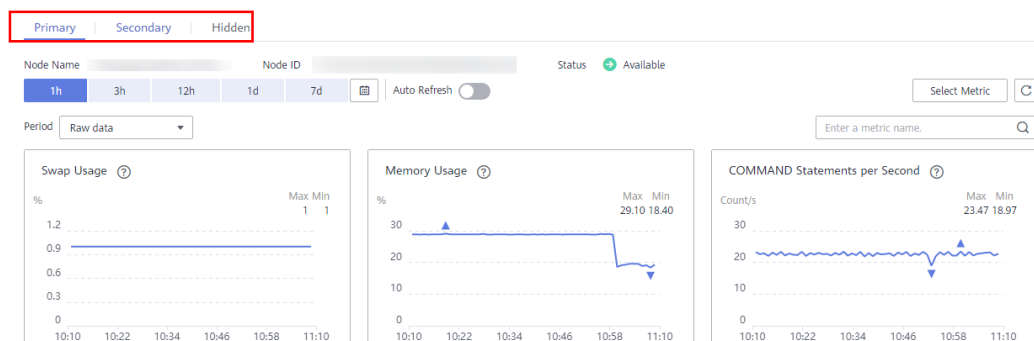 Primary Secondary Hidden
Node Name Node ID Status Available
1h 3h 12h 1d 7d Auto Refresh Select Metric
Period Raw data Enter a metric name.
Swap Usage ?
%
Max Min
1 1
1.2
0.9
0.6
0.3
0
10:10 10:22 10:34 10:46 10:58 11:10
Memory Usage ?
%
Max Min
29.10 18.40
30
20
10
0
10:10 10:22 10:34 10:46 10:58 11:10
COMMAND Statements per Second ?
Count/s
Max Min
23.47 18.97
30
20
10
0
10:10 10:22 10:34 10:46 10:58 11:10